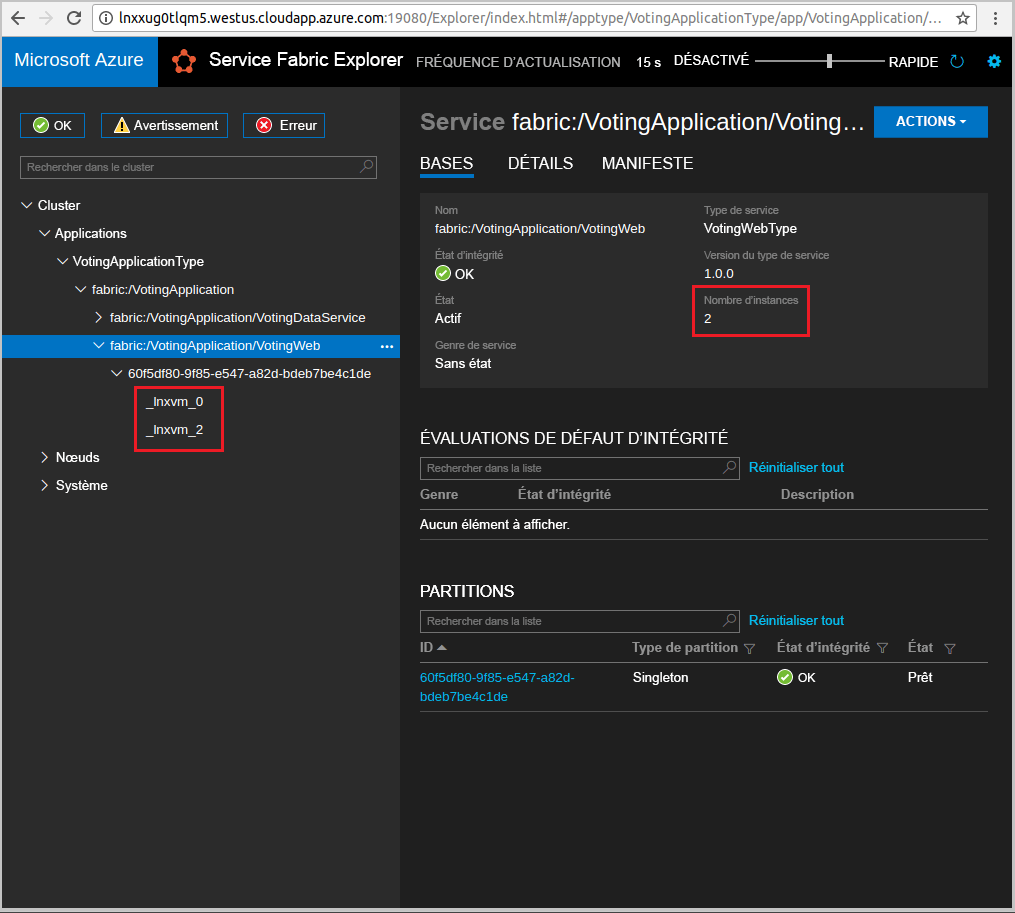 lnxxug0tlqm5.westus.cloudapp.azure.com:19080/Explorer/index.html#/apptype/VotingApplicationType/app/VotingApplication/...
Microsoft Azure
Service Fabric Explorer
FRÉQUENCE D'ACTUALISATION 15 s DÉSACTIVÉ RAPIDE
OK Avertissement Erreur
Rechercher dans le cluster
Cluster
Applications
VotingApplicationType
fabric:/VotingApplication
fabric:/VotingApplication/VotingDataService
fabric:/VotingApplication/VotingWeb
60f5df80-9f85-e547-a82d-bdeb7be4c1de
_lnxvm_0
_lnxvm_2
Nœuds
Système
Service fabric:/VotingApplication/Voting...
ACTIONS
BASES DÉTAILS MANIFESTE
Nom
fabric:/VotingApplication/VotingWeb
État d'intégrité
OK
État
Actif
Genre de service
Sans état
Type de service
VotingWebType
Version du type de service
1.0.0
Nombre d'instances
2
ÉVALUATIONS DE DÉFAUT D'INTÉGRITÉ
Rechercher dans la liste Réinitialiser tout
Genre État d'intégrité Description
Aucun élément à afficher.
PARTITIONS
Rechercher dans la liste Réinitialiser tout
ID Type de partition État d'intégrité État
60f5df80-9f85-e547-a82d- Singleton OK Prêt
bdeb7be4c1de